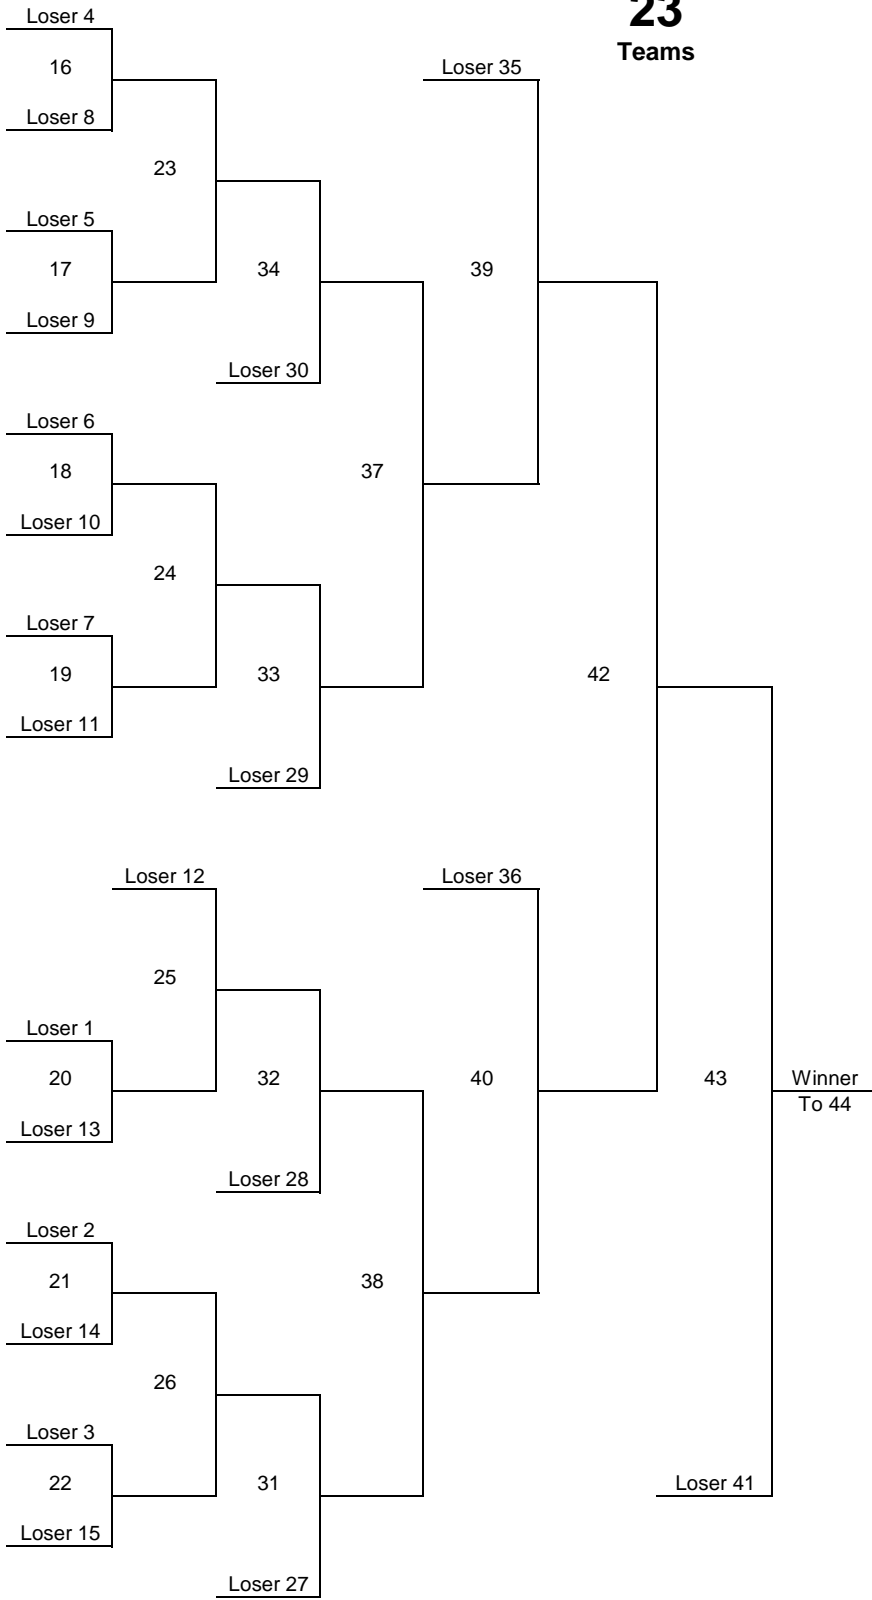 23
Teams
Loser 4
16
Loser 8
23
Loser 5
17
Loser 9
34
Loser 30
Loser 35
39
Loser 6
18
Loser 10
37
24
Loser 7
19
Loser 11
33
Loser 29
42
Loser 12
25
Loser 1
20
Loser 13
32
Loser 28
Loser 36
40
43
Winner
To 44
Loser 2
21
Loser 14
38
26
Loser 3
22
Loser 15
31
Loser 27
Loser 41